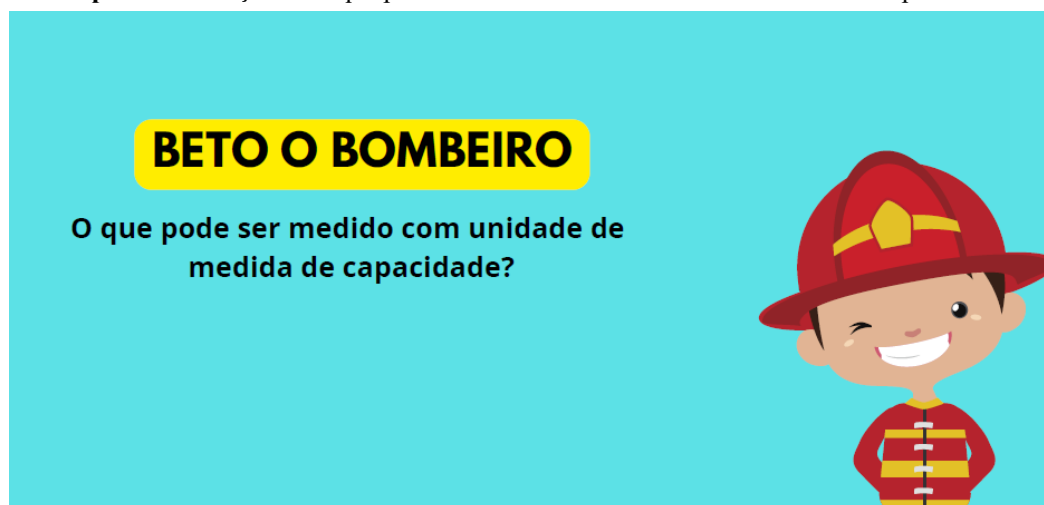 BETO O BOMBEIRO
O que pode ser medido com unidade de
medida de capacidade?